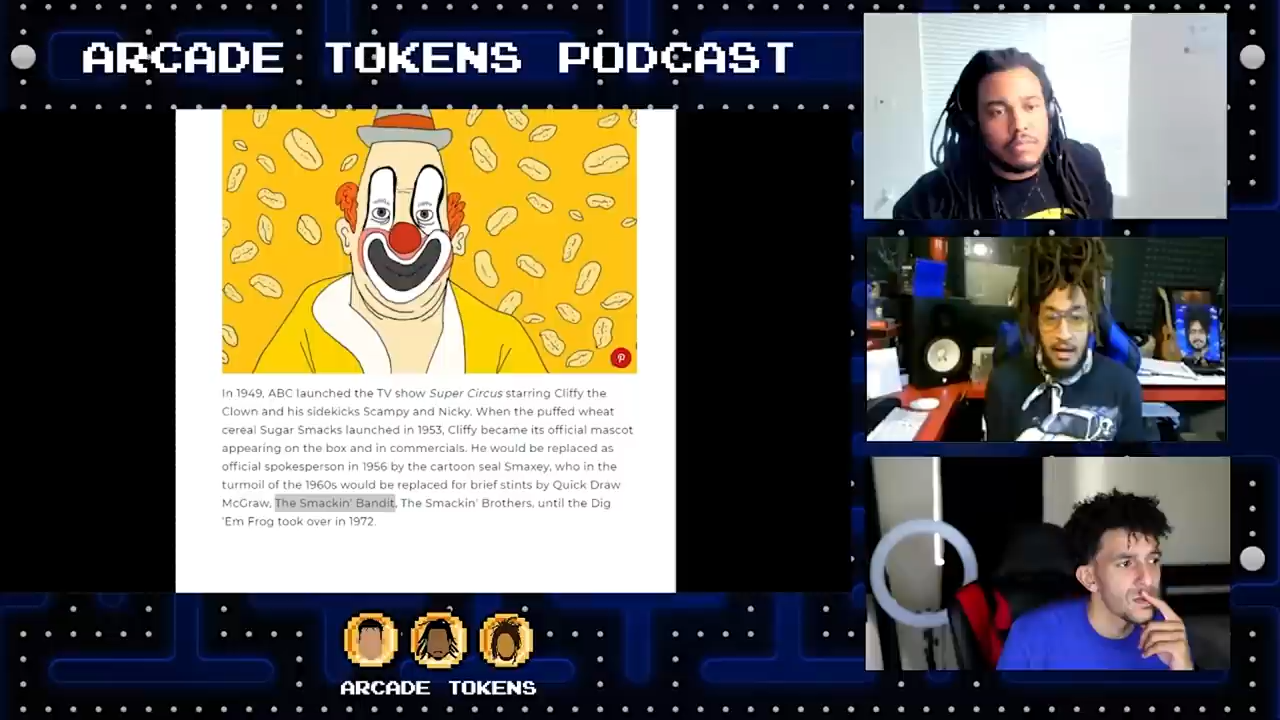 ARCADE TOKENS PODCAST
In 1949, ABC launched the TV show Super Circus starring Cliffy the
Clown and his sidekicks Scampy and Nicky. When the puffed wheat
cereal Sugar Smacks launched in 1953, Cliffy became its official mascot
appearing on the box and in commercials. He would be replaced as
official spokesperson in 1956 by the cartoon seal Smaxey, who in the
turmoil of the 1960s would be replaced for brief stints by Quick Draw
McGraw, The Smackin' Bandit, The Smackin' Brothers, until the Dig
'Em Frog took over in 1972.
ARCADE TOKENS